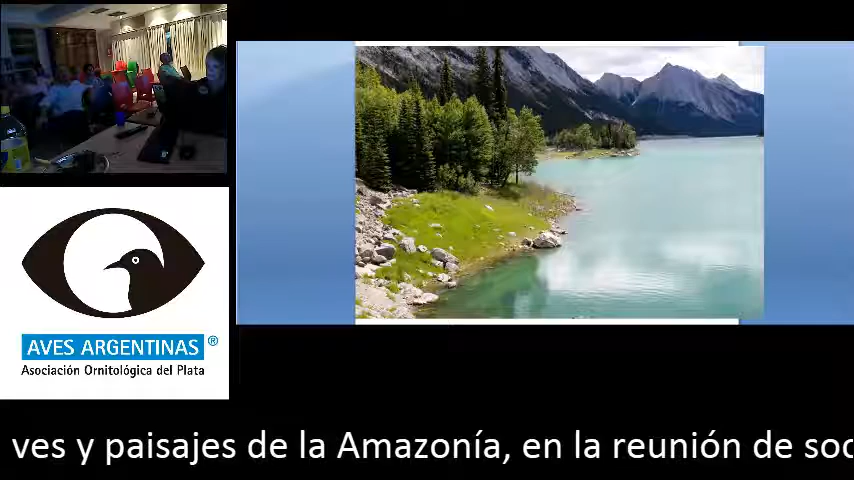 AVES ARGENTINAS ®
Asociación Ornitológica del Plata
ves y paisajes de la Amazonía, en la reunión de soc